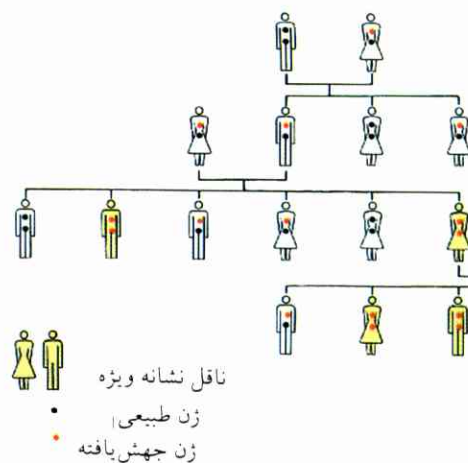 ناقل نشانه ویژه
ژن طبیعی
ژن جهش‌یافته